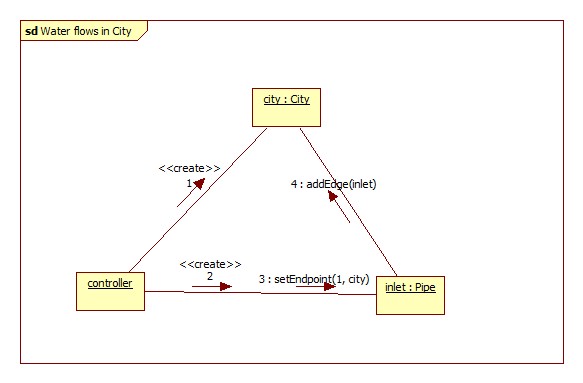 sd Water flows in City
city : City
<<create>>
1
4 : addEdge(inlet)
<<create>>
2
3 : setEndpoint(1, city)
controller
inlet : Pipe